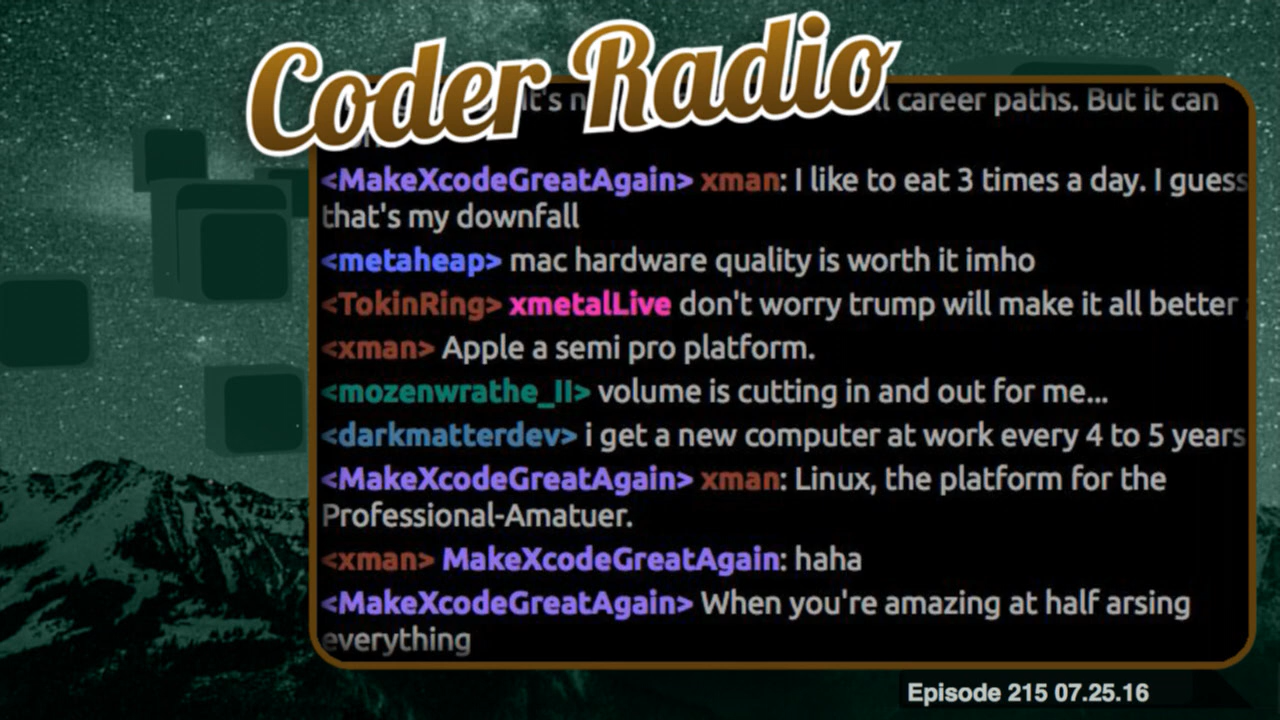 Coder Radio
career paths. But it can
<MakeXcodeGreatAgain> xman: I like to eat 3 times a day. I guess
that's my downfall
<metaheap> mac hardware quality is worth it imho
<TokinRing> xmetalLive don't worry trump will make it all better
<xman> Apple a semi pro platform.
<mozenwrathe_II> volume is cutting in and out for me...
<darkmatterdev> i get a new computer at work every 4 to 5 years
<MakeXcodeGreatAgain> xman: Linux, the platform for the
Professional-Amatuer.
<xman> MakeXcodeGreatAgain: haha
<MakeXcodeGreatAgain> When you're amazing at half arsing
everything
Episode 215 07.25.16